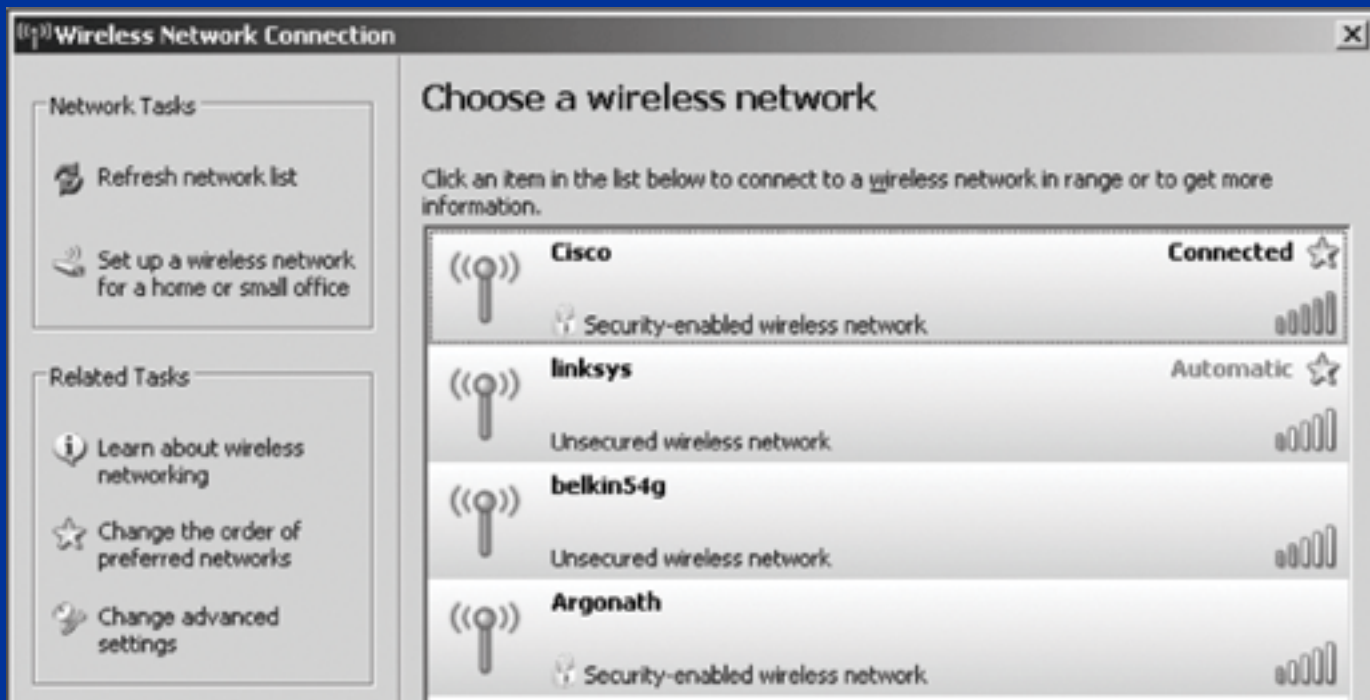 Wireless Network Connection
Network Tasks
Refresh network list
Set up a wireless network
for a home or small office
Related Tasks
Learn about wireless
networking
Change the order of
preferred networks
Change advanced
settings
Choose a wireless network
Click an item in the list below to connect to a wireless network in range or to get more
information.
Cisco
Connected
Security-enabled wireless network
linksys
Automatic
Unsecured wireless network
belkin54g
Unsecured wireless network
Argonath
Security-enabled wireless network